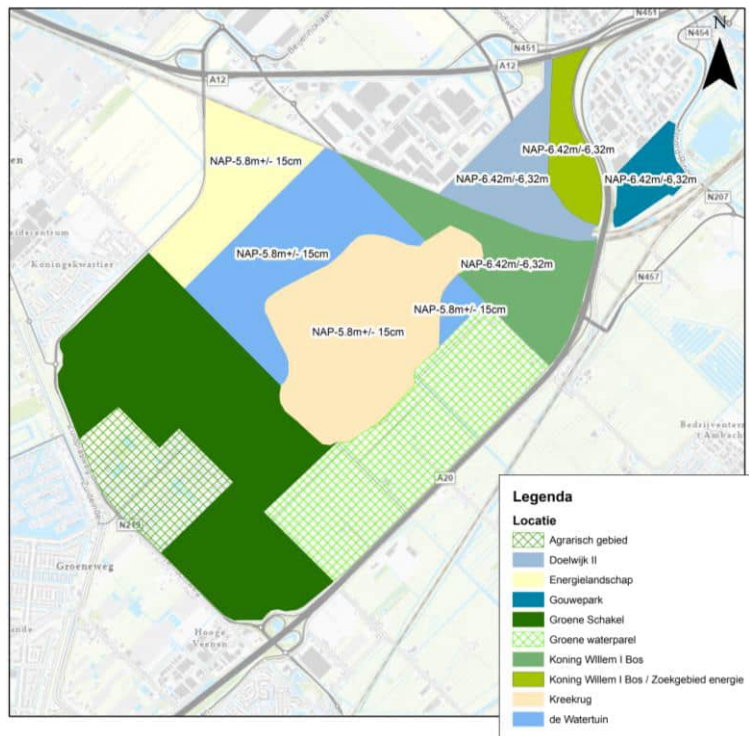 N451
N451
N454
N
A12
A12
NAP-5.8m+/- 15cm
NAP-6.42m/-6,32m
NAP-6.42m/-6,32m
NAP-6.42m/-6,32m
N207
Koningskwartier
NAP-5.8m+/- 15cm
NAP-6.42m/-6,32m
N457
NAP-5.8m+/- 15cm
NAP-5.8m+/- 15cm
A20
N219
Groeneweg
Hooge
Veenen
Legenda
Locatie
Agrarisch gebied
Doelwijk II
Energielandschap
Gouwepark
Groene Schakel
Groene waterparel
Koning WIllem I Bos
Koning Willem I Bos / Zoekgebied energie
Kreekrug
de Watertuin